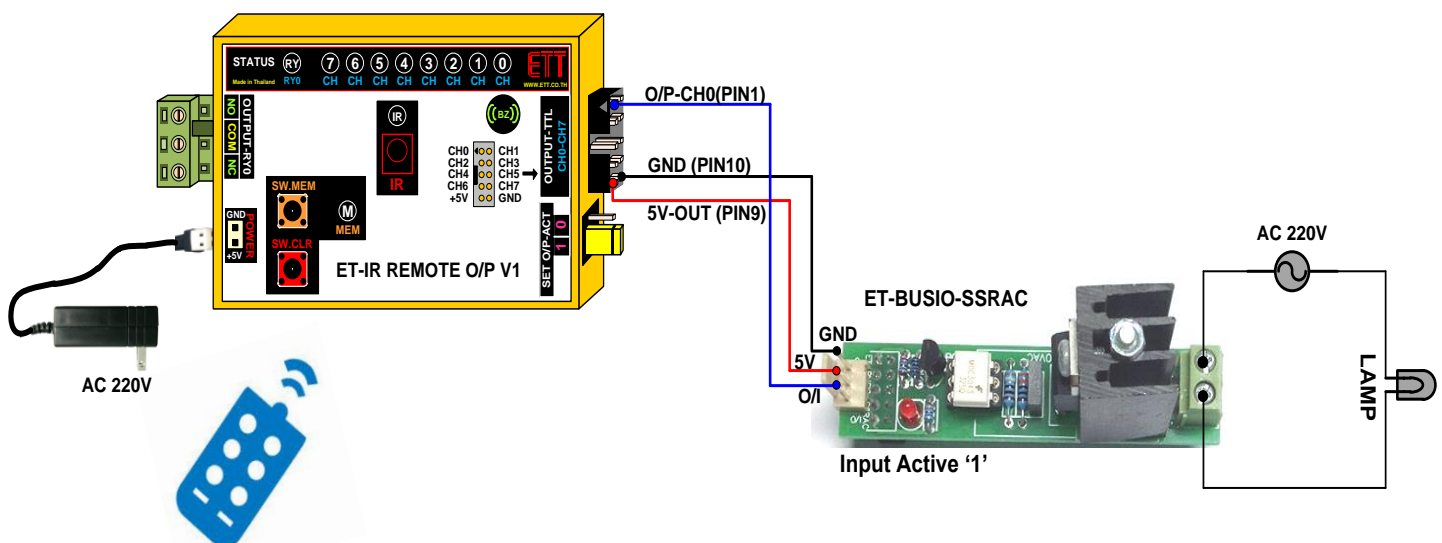 STATUS RY 7 6 5 4 3 2 1 0 ETT
Made in Thailand RY0 CH CH CH CH CH CH CH CH WWW.ETT.CO.TH
NO COM NC
OUTPUT-RY0
IR
IR
((BZ))
CH0 CH1
CH2 CH3
CH4 CH5
CH6 CH7
+5V GND
OUTPUT-TTL
CH0-CH7
SW.MEM
M
MEM
GND
POWER
+5V
SW.CLR
ET-IR REMOTE O/P V1
SET O/P-ACT
1 0
O/P-CH0(PIN1)
GND (PIN10)
5V-OUT (PIN9)
AC 220V
AC 220V
ET-BUSIO-SSRAC
GND
5V
O/I
LAMP
Input Active ‘1’